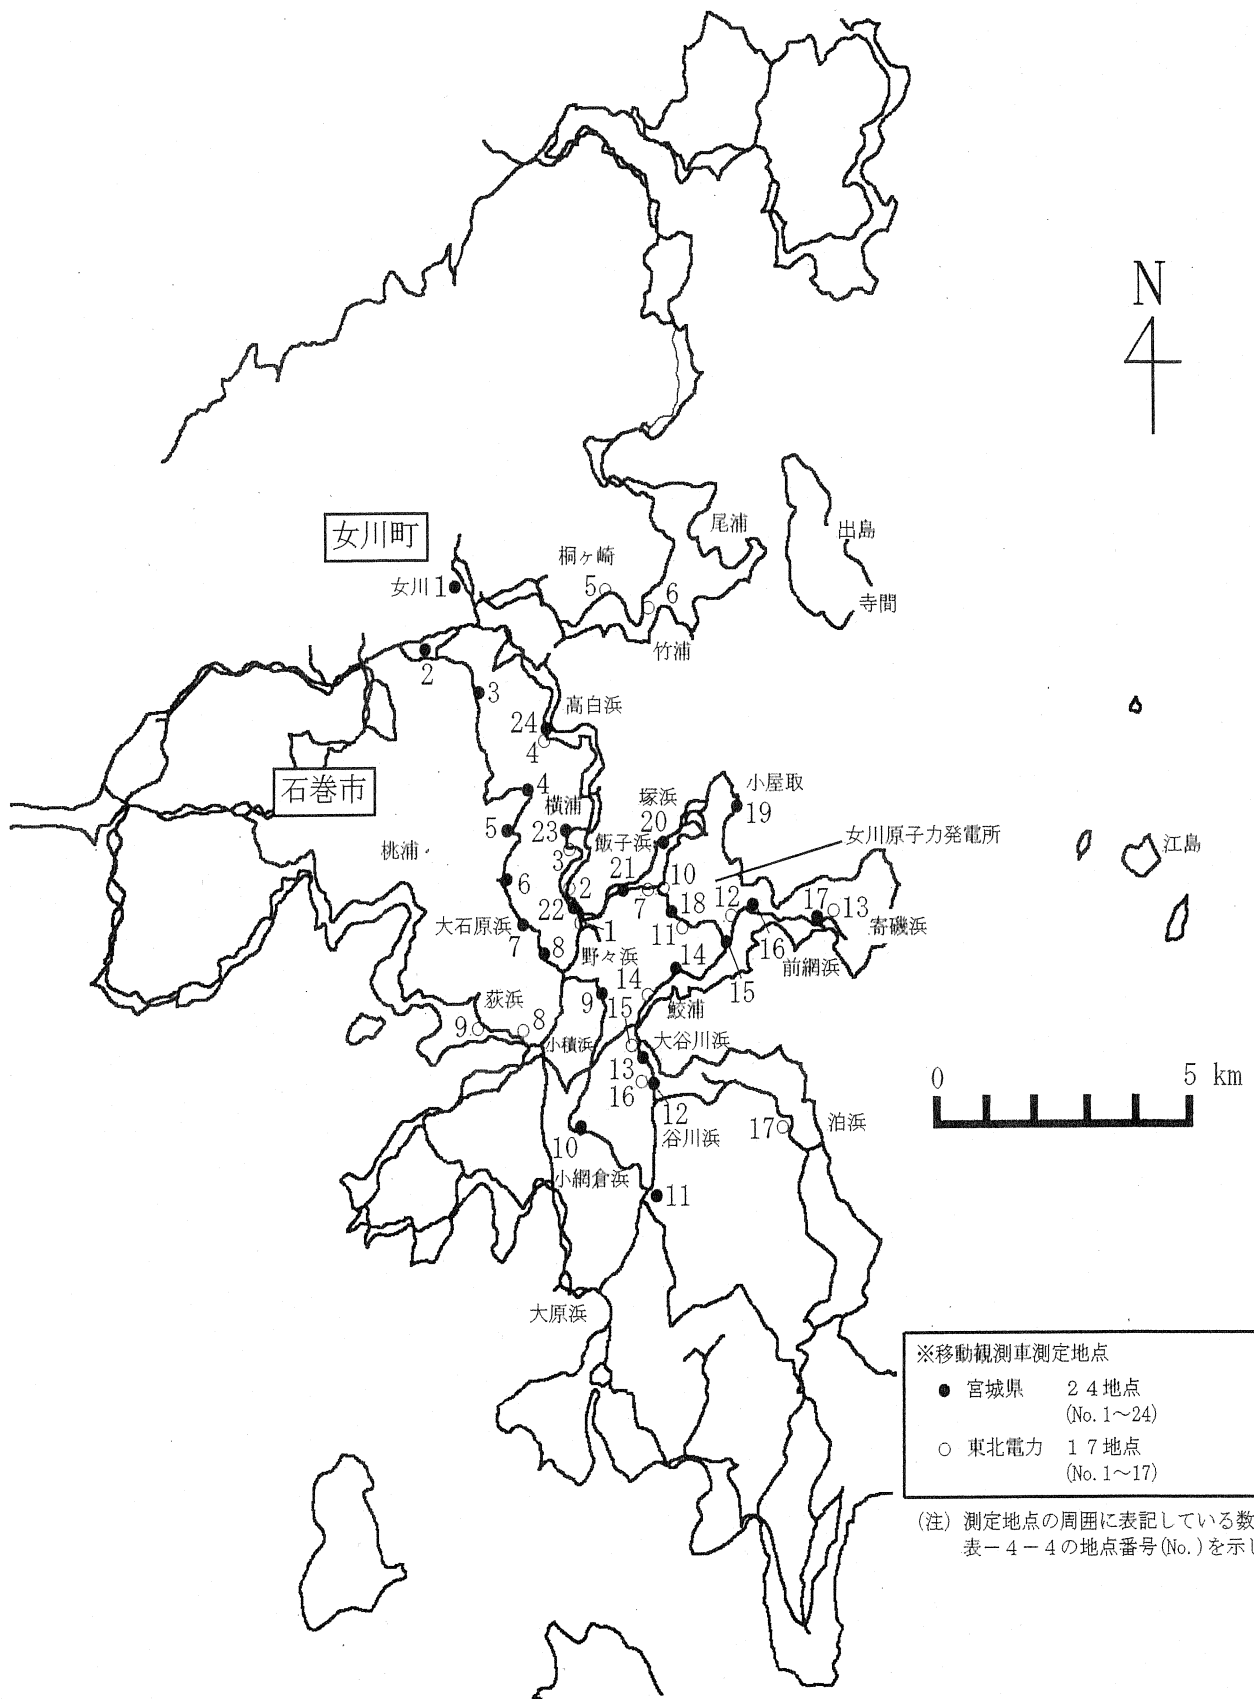 N
女川町
尾浦
出島
桐ヶ崎
女川 1
5
6
寺間
竹浦
2
3
高白浜
24
4
石巻市
4
小屋取
塚浜
横浦
19
5
23
20
女川原子力発電所
飯子浜
江島
桃浦
3
21
10
6
2
7
18
12
17
13
22
大石原浜
1
11
16
寄磯浜
7
8
野々浜
14
前網浜
15
9
14
鮫浦
荻浜
15
9
8
小積浜
大谷川浜
13
0
5 km
16
12
17
泊浜
10
谷川浜
小網倉浜
11
大原浜
※移動観測車測定地点
● 宮城県 24地点
(No.1~24)
○ 東北電力 17地点
(No.1~17)
(注) 測定地点の周囲に表記している数
表-4-4の地点番号(No.)を示し